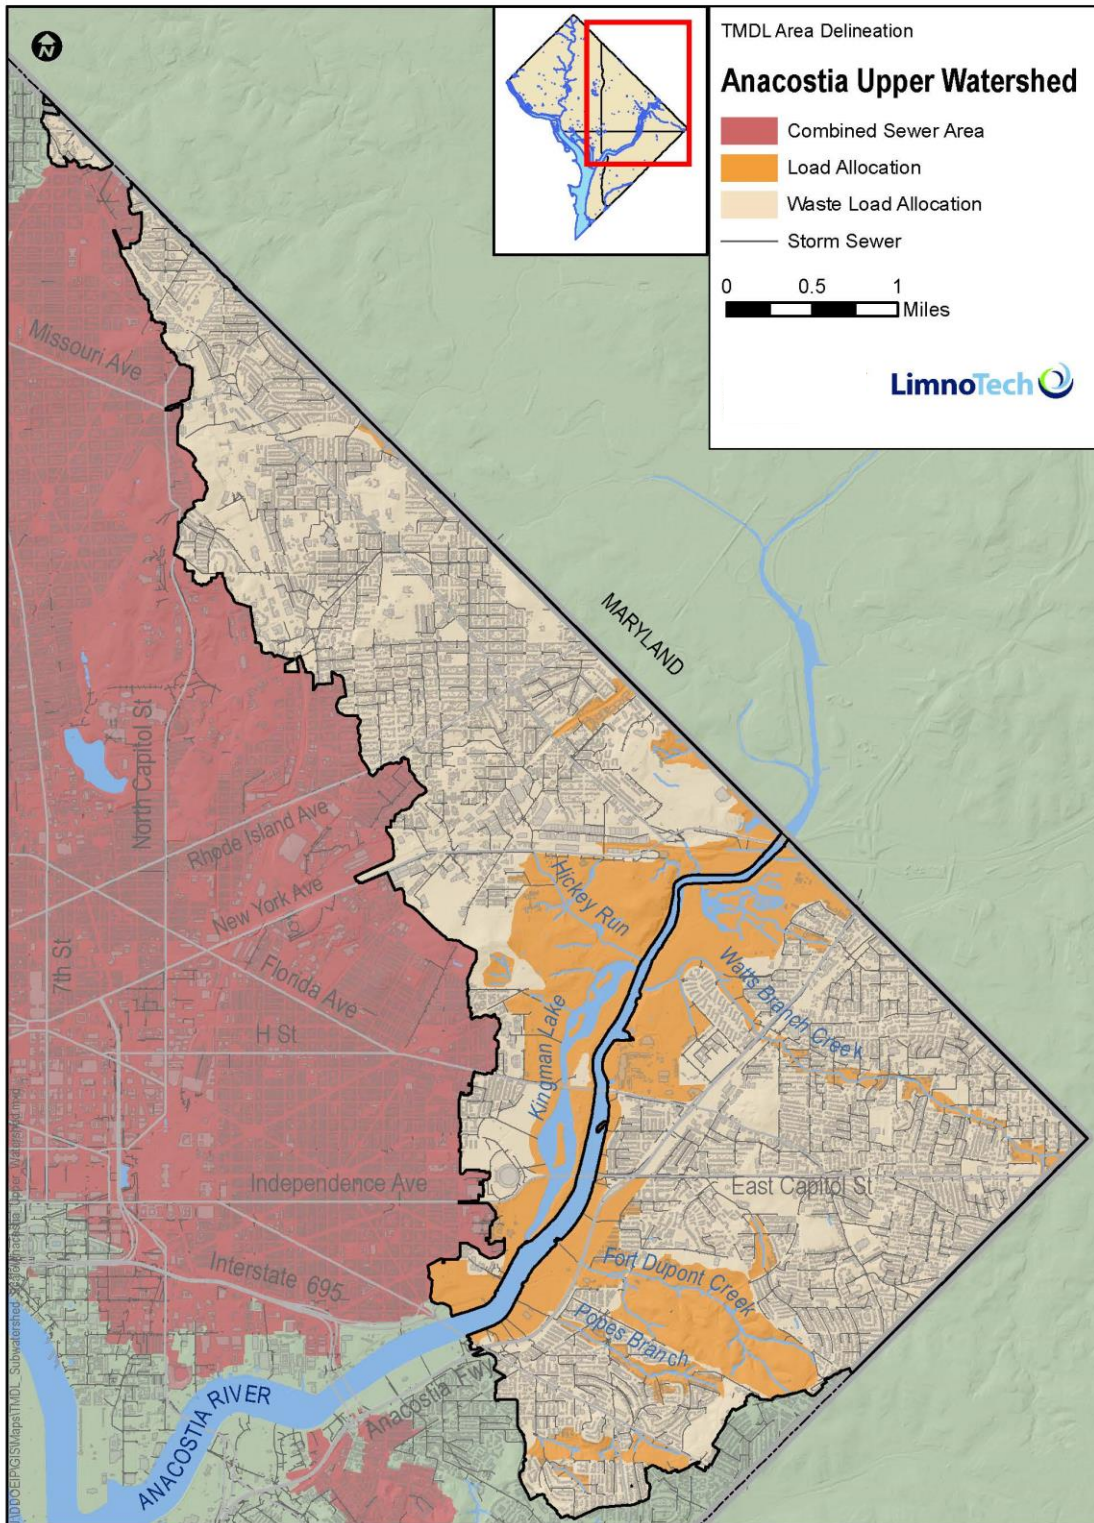 N
TMDL Area Delineation
Anacostia Upper Watershed
Combined Sewer Area
Load Allocation
Waste Load Allocation
Storm Sewer
0 0.5 1
Miles
LimnoTech
Missouri Ave
MARYLAND
North Capitol St
Rhode Island Ave
New York Ave
Hickey Run
7th St
Florida Ave
Watts Branch Creek
H St
Kingman Lake
Independence Ave
East Capitol St
Interstate 695
Fort Dupont Creek
Popes Branch
Anacostia Fwy
ANACOSTIA RIVER